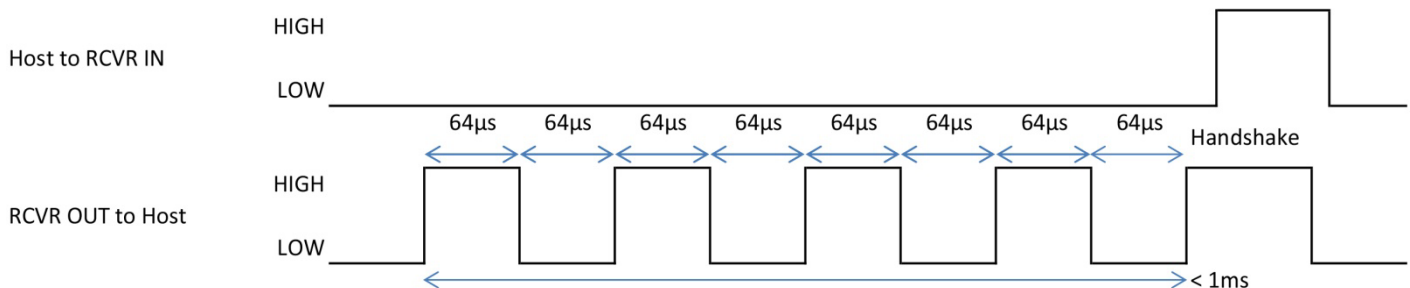 HIGH
Host to RCVR IN
LOW
64µs 64µs 64µs 64µs 64µs 64µs 64µs 64µs
Handshake
HIGH
RCVR OUT to Host
LOW
< 1ms